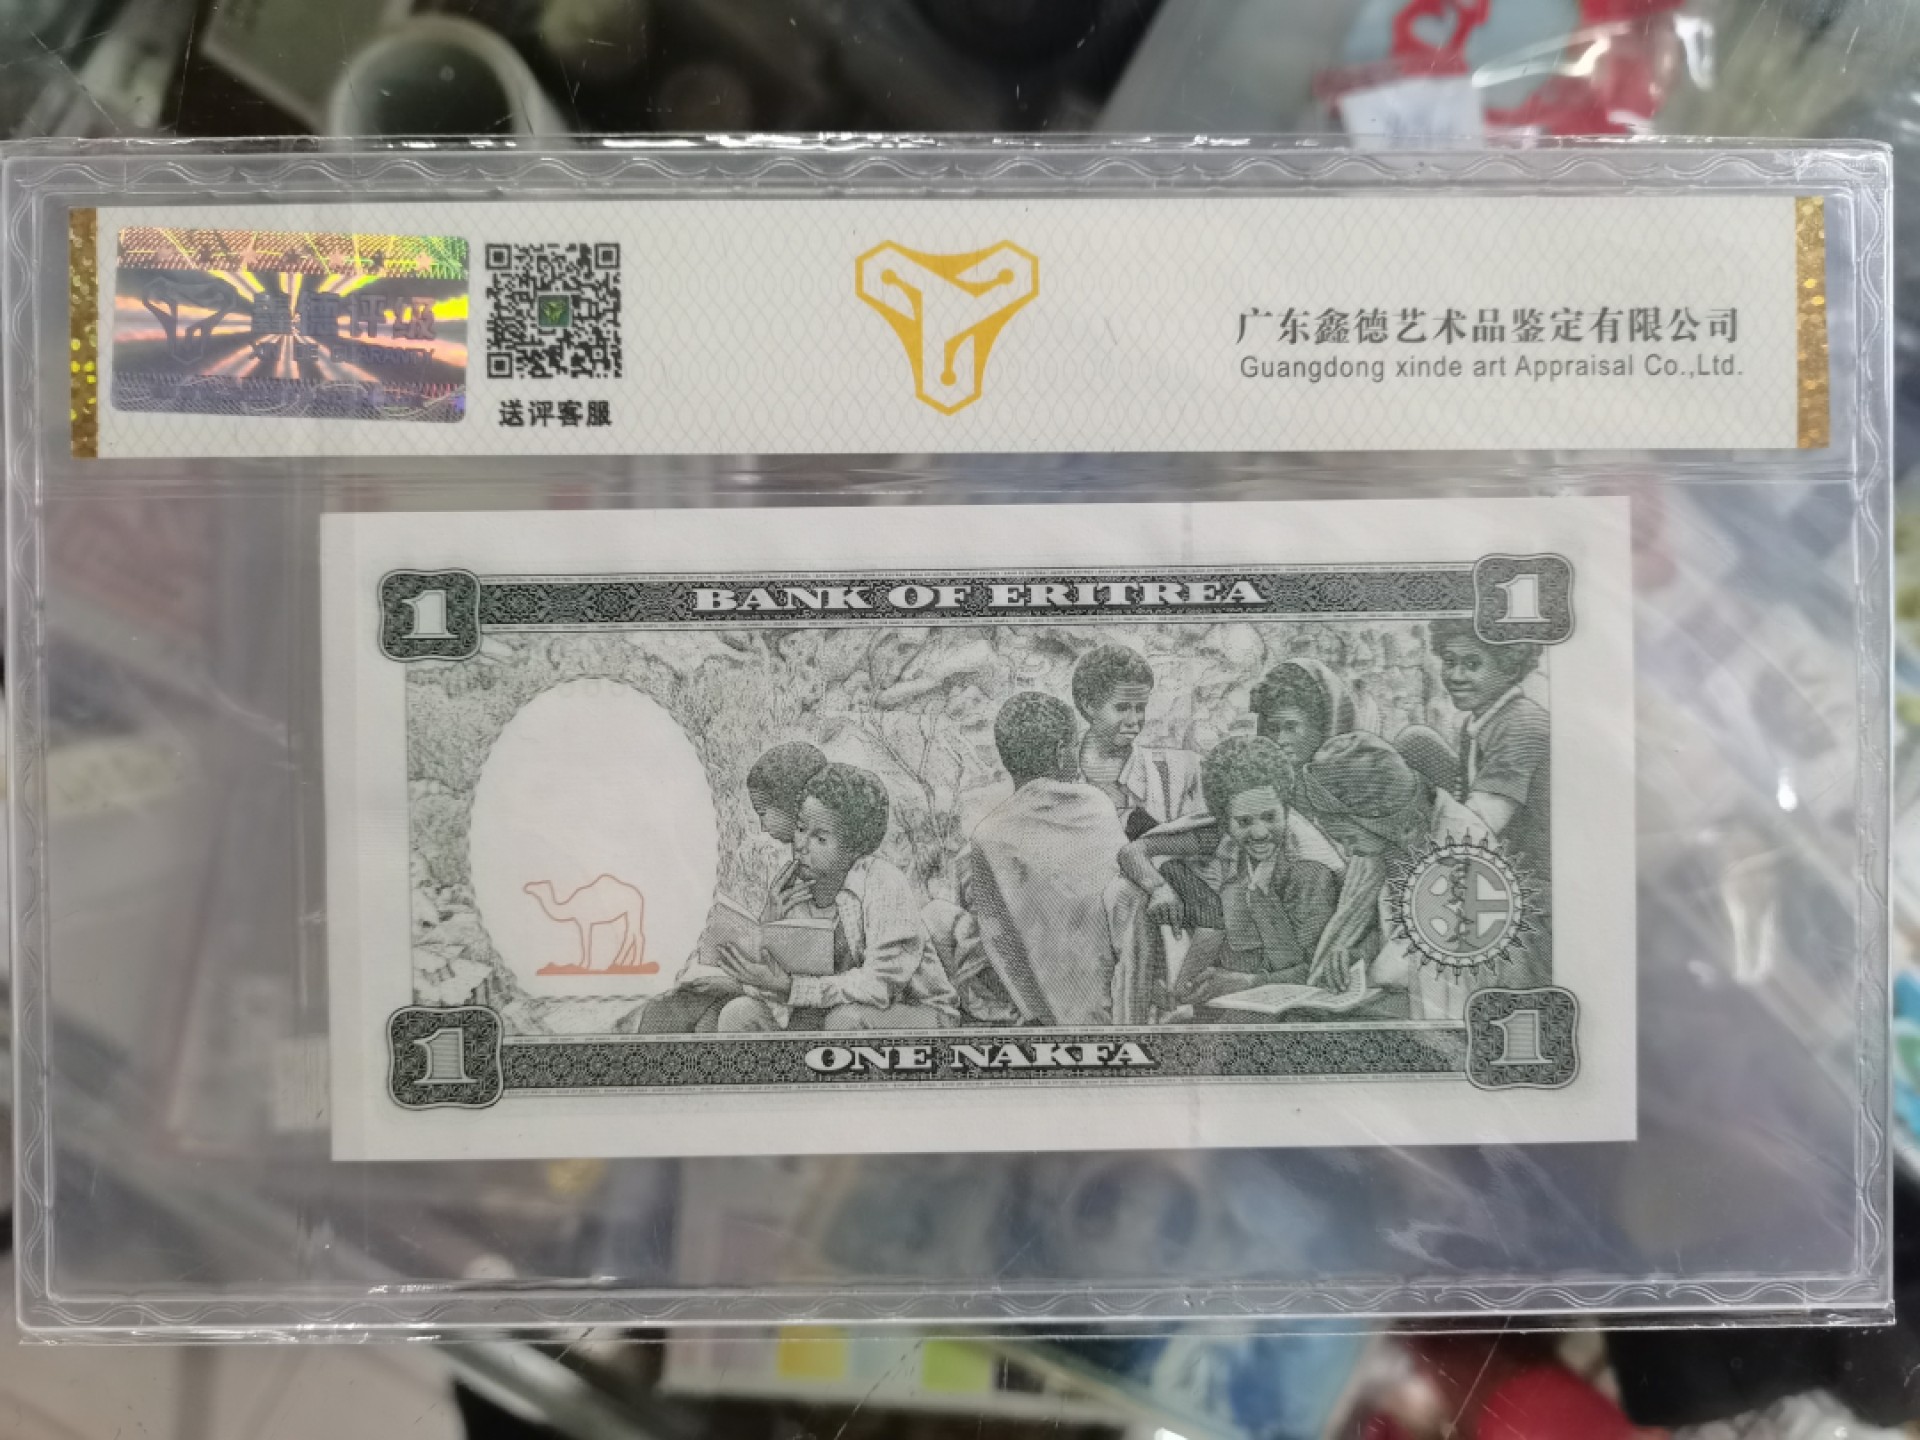 鑫德评级
送评客服
广东鑫德艺术品鉴定有限公司
Guangdong xinde art Appraisal Co.,Ltd.
1 BANK OF ERITREA 1
1 ONE NAKFA 1